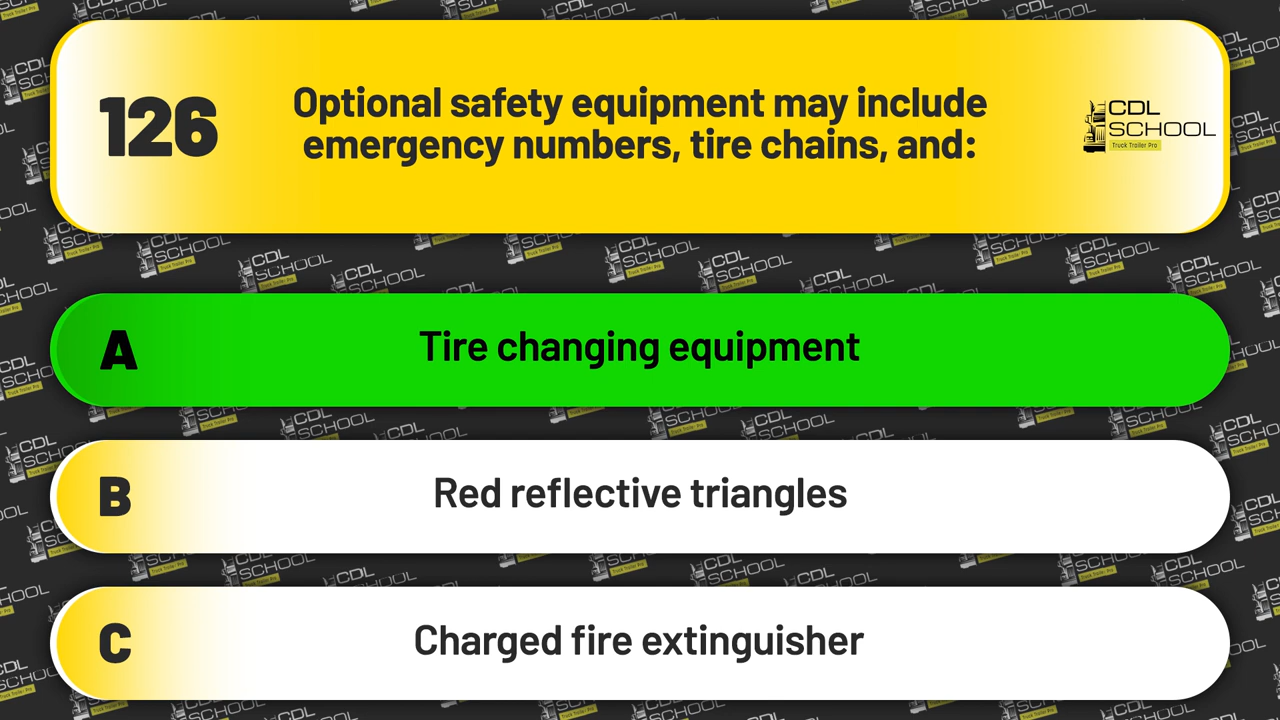 126
Optional safety equipment may include
emergency numbers, tire chains, and:
CDL
SCHOOL
Truck Trailer Pro
A
Tire changing equipment
B
Red reflective triangles
C
Charged fire extinguisher